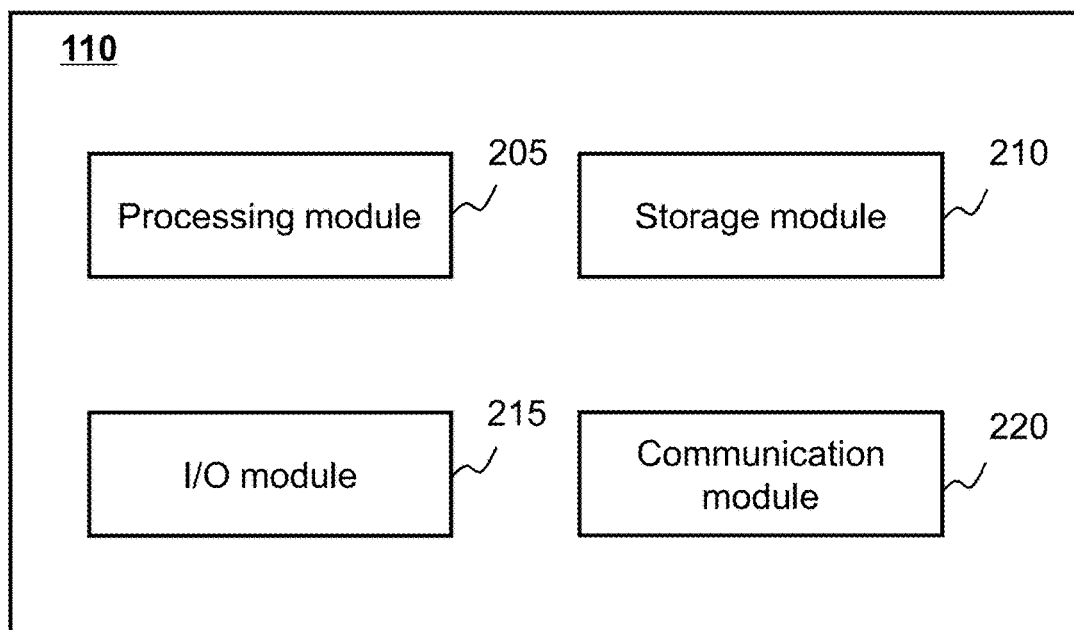 110
205
210
Processing module
Storage module
215
220
I/O module
Communication
module